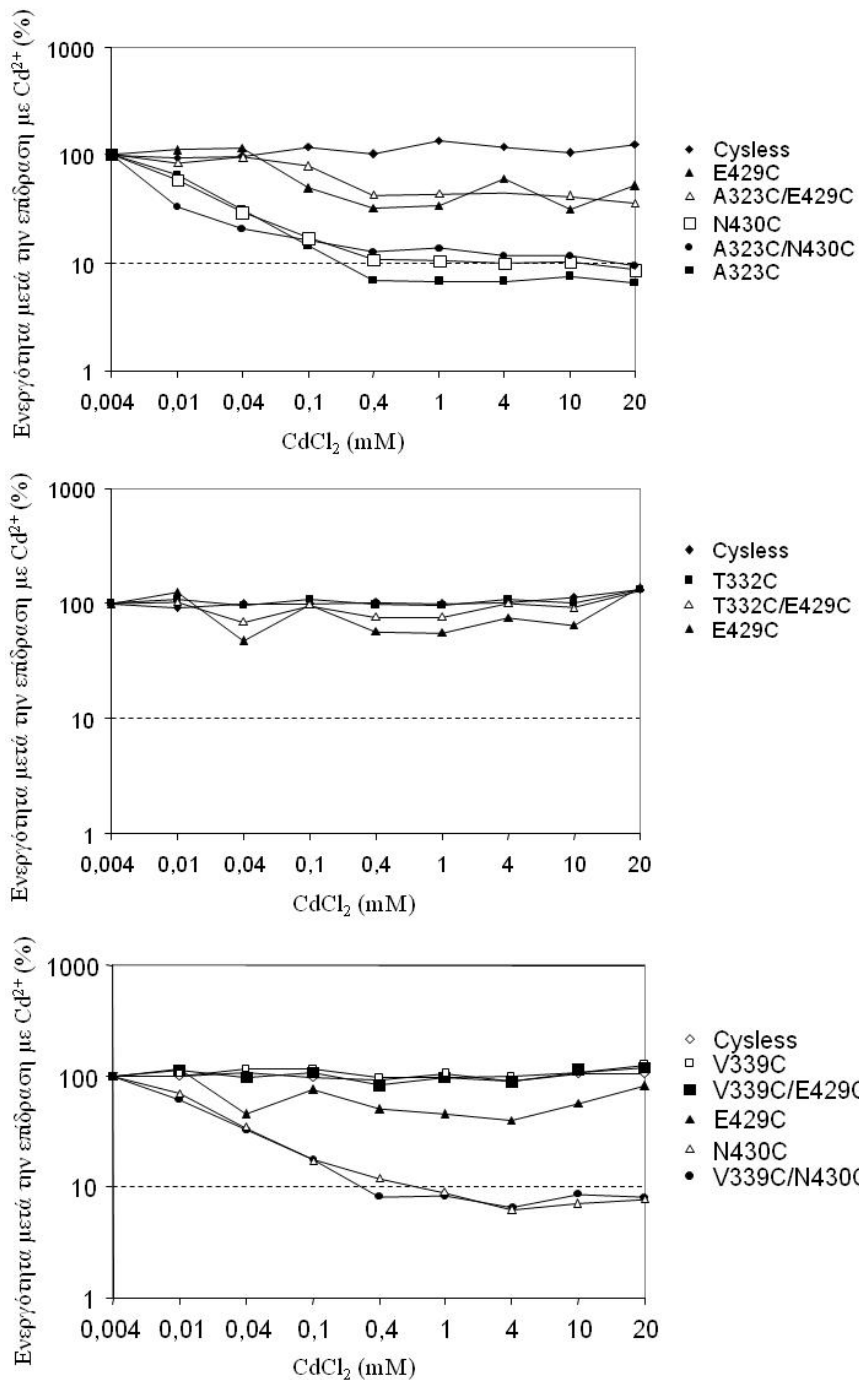 Ενεργότητα μετά την επίδραση με Cd²⁺ (%)
1000
100
10
1
0,004 0,01 0,04 0,1 0,4 1 4 10 20
CdCl₂ (mM)
Cysless
E429C
A323C/E429C
N430C
A323C/N430C
A323C
Ενεργότητα μετά την επίδραση με Cd²⁺ (%)
1000
100
10
1
0,004 0,01 0,04 0,1 0,4 1 4 10 20
CdCl₂ (mM)
Cysless
T332C
T332C/E429C
E429C
Ενεργότητα μετά την επίδραση με Cd²⁺ (%)
1000
100
10
1
0,004 0,01 0,04 0,1 0,4 1 4 10 20
CdCl₂ (mM)
Cysless
V339C
V339C/E429C
E429C
N430C
V339C/N430C